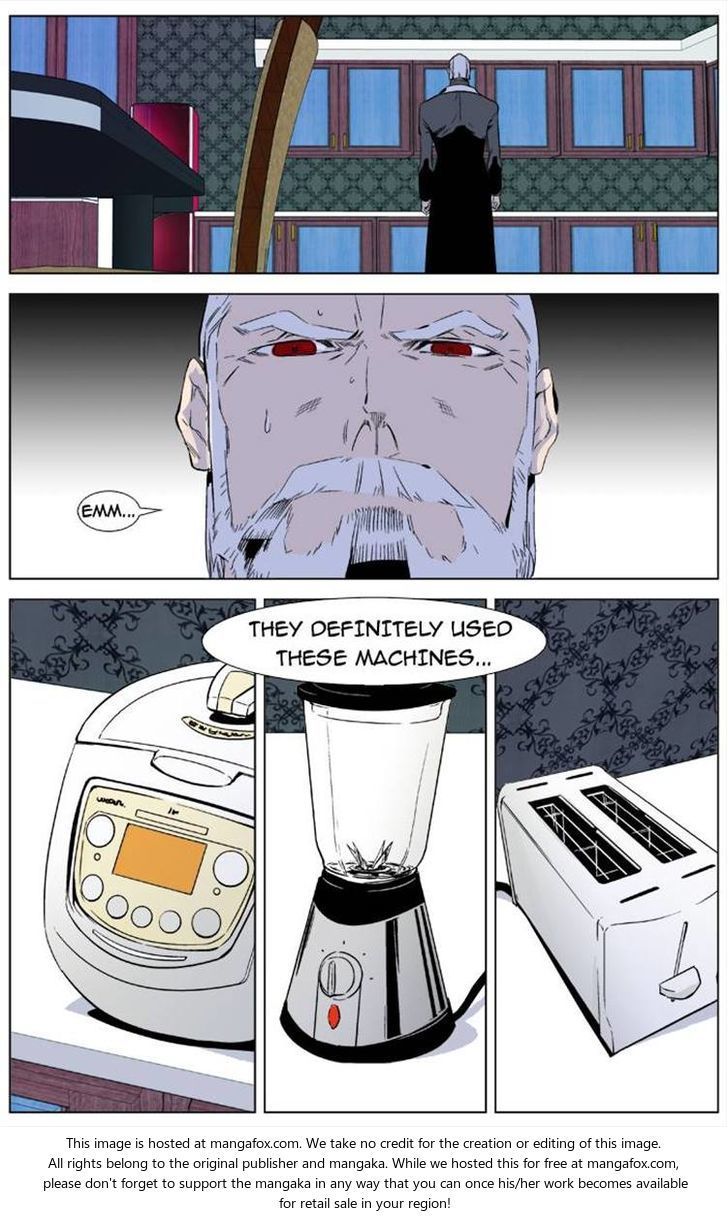 EMM...
THEY DEFINITELY USED
THESE MACHINES...
This image is hosted at mangafox.com. We take no credit for the creation or editing of this image.
All rights belong to the original publisher and mangaka. While we hosted this for free at mangafox.com,
please don't forget to support the mangaka in any way that you can once his/her work becomes available
for retail sale in your region!